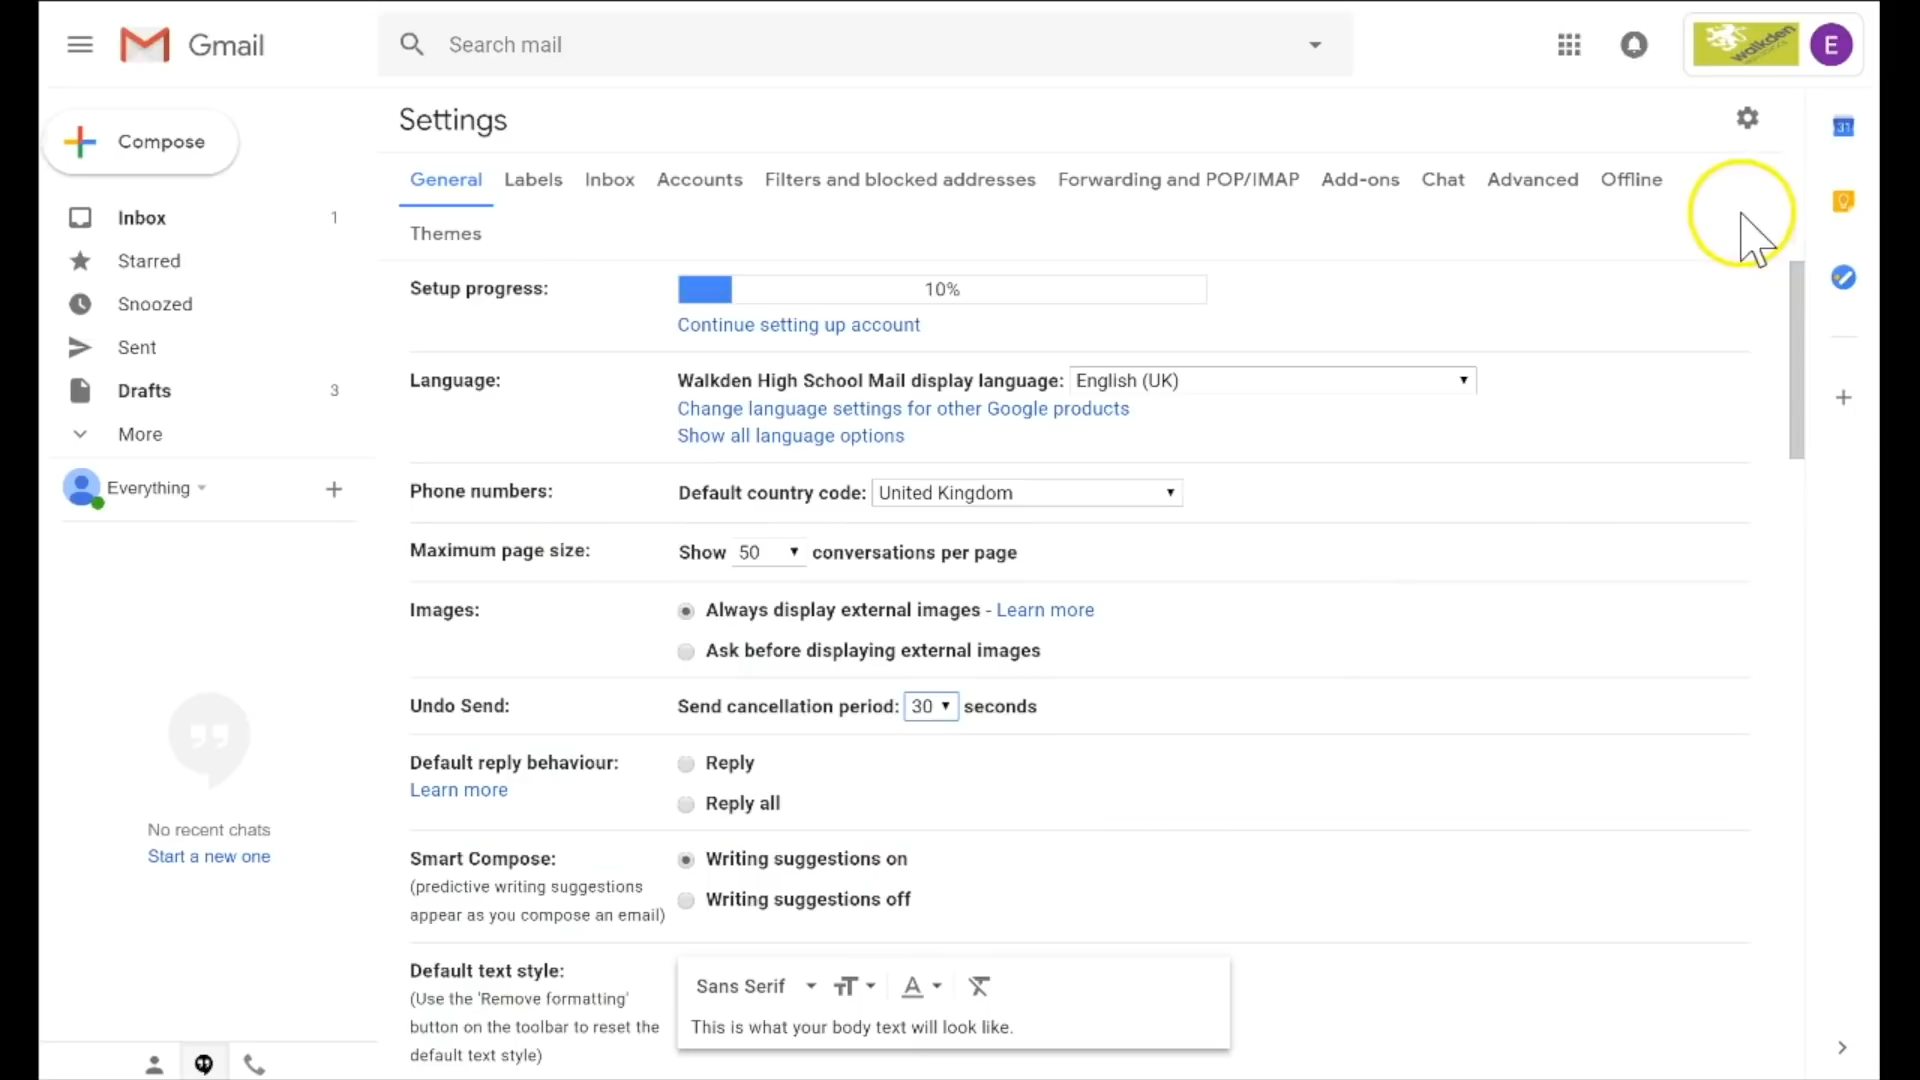 Gmail
Search mail
walkden
E
Compose
Settings
31
General Labels Inbox Accounts Filters and blocked addresses Forwarding and POP/IMAP Add-ons Chat Advanced Offline
Themes
Inbox 1
Starred
Snoozed
Sent
Drafts 3
More
Everything
No recent chats
Start a new one
Setup progress: 10%
Continue setting up account
Language: Walkden High School Mail display language: English (UK)
Change language settings for other Google products
Show all language options
Phone numbers: Default country code: United Kingdom
Maximum page size: Show 50 conversations per page
Images: Always display external images - Learn more
Ask before displaying external images
Undo Send: Send cancellation period: 30 seconds
Default reply behaviour: Reply
Learn more
Reply all
Smart Compose: Writing suggestions on
(predictive writing suggestions
appear as you compose an email)
Writing suggestions off
Default text style:
(Use the 'Remove formatting'
button on the toolbar to reset the
default text style)
Sans Serif
This is what your body text will look like.